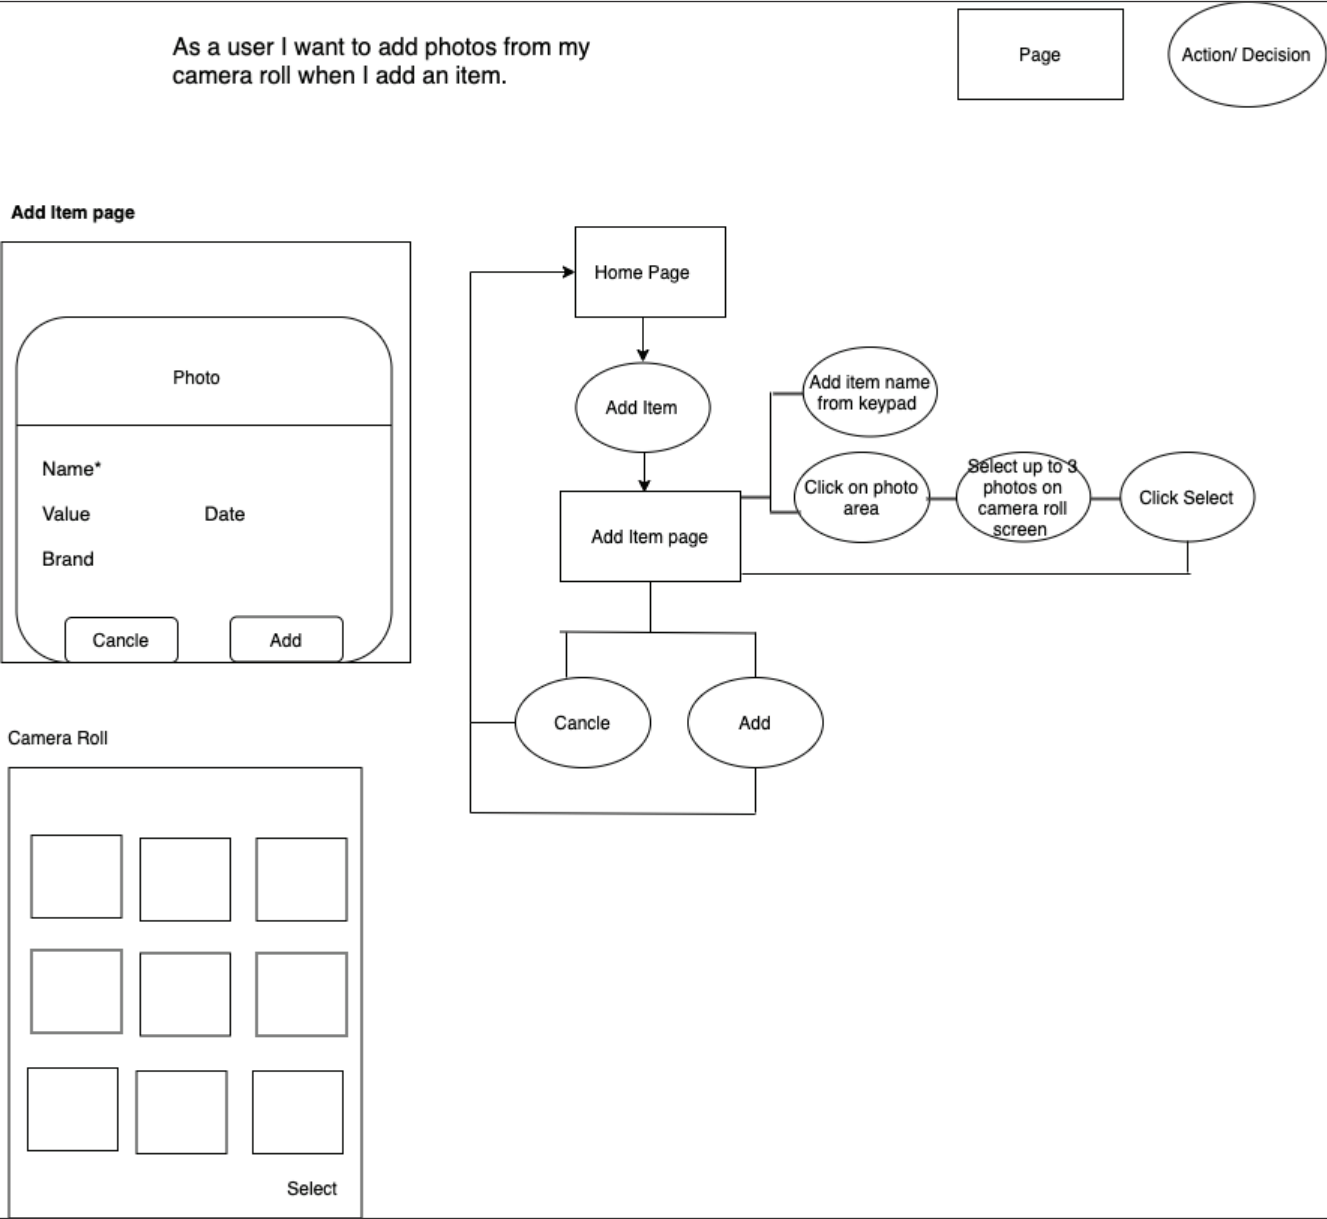 As a user I want to add photos from my
camera roll when I add an item.
Page
Action/ Decision
Add Item page
Photo
Name*
Value
Date
Brand
Cancle
Add
Home Page
Add Item
Add item name
from keypad
Click on photo
area
Select up to 3
photos on
camera roll
screen
Click Select
Add Item page
Cancle
Add
Camera Roll
Select